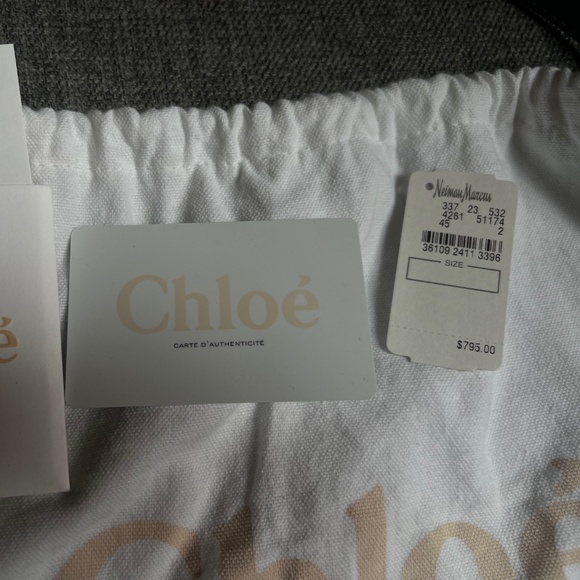 é
Chloé
CARTE D'AUTHENTICITÉ
Neiman Marcus
337 23 532
4261 51174
45 2
36109 2411 3396
SIZE
$795.00
Chloé